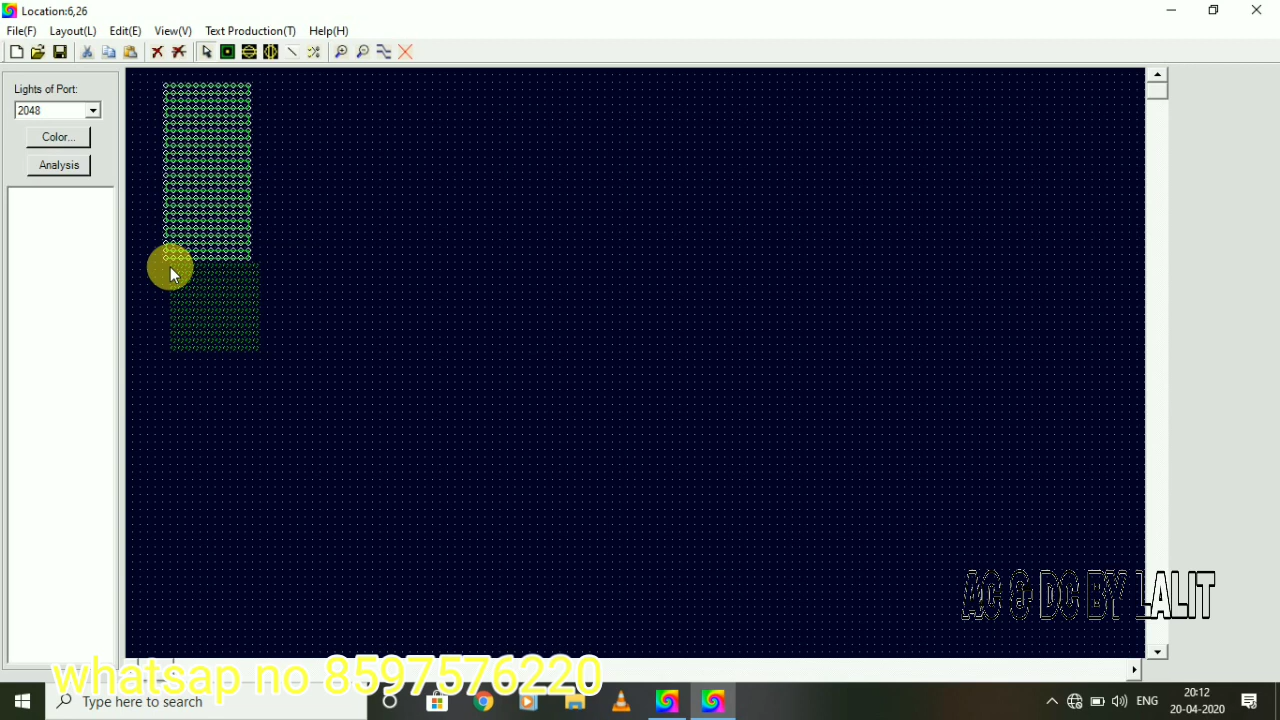 Location:6,26
File(F) Layout(L) Edit(E) View(V) Text Production(T) Help(H)
Lights of Port:
2048
Color...
Analysis
AC & DC BY LALIT
whatsap no 8597576220
Type here to search
ENG
20:12
20-04-2020